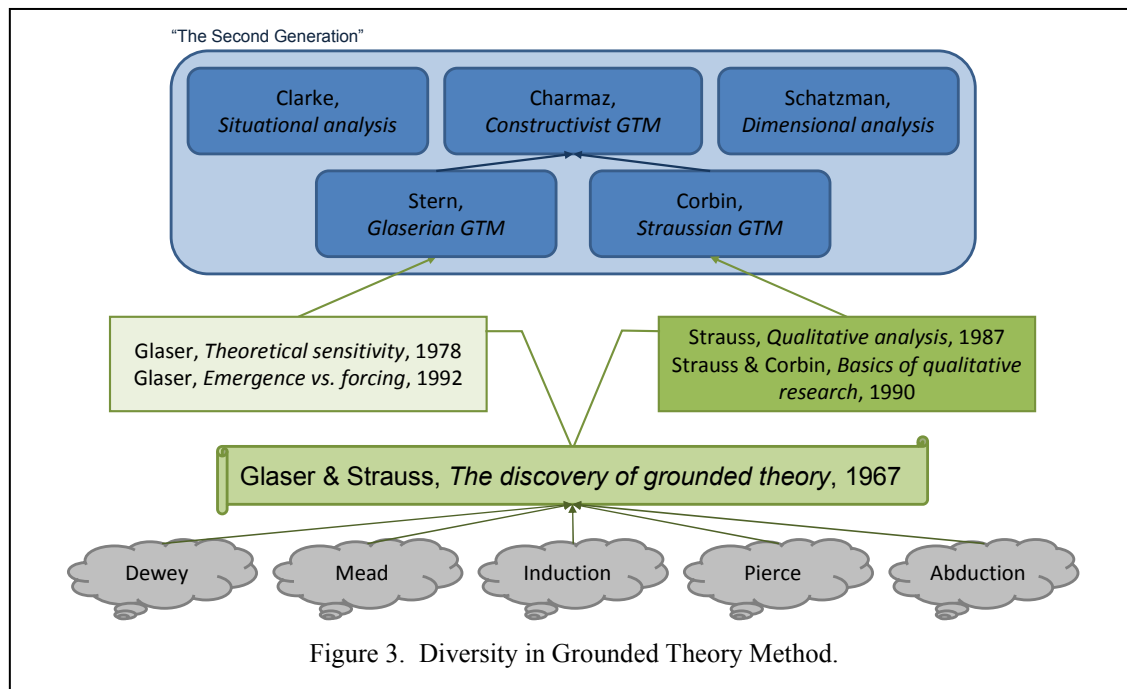 “The Second Generation”
Clarke,
Situational analysis
Charmaz,
Constructivist GTM
Schatzman,
Dimensional analysis
Stern,
Glaserian GTM
Corbin,
Straussian GTM
Glaser, Theoretical sensitivity, 1978
Glaser, Emergence vs. forcing, 1992
Strauss, Qualitative analysis, 1987
Strauss & Corbin, Basics of qualitative
research, 1990
Glaser & Strauss, The discovery of grounded theory, 1967
Dewey
Mead
Induction
Pierce
Abduction
Figure 3. Diversity in Grounded Theory Method.